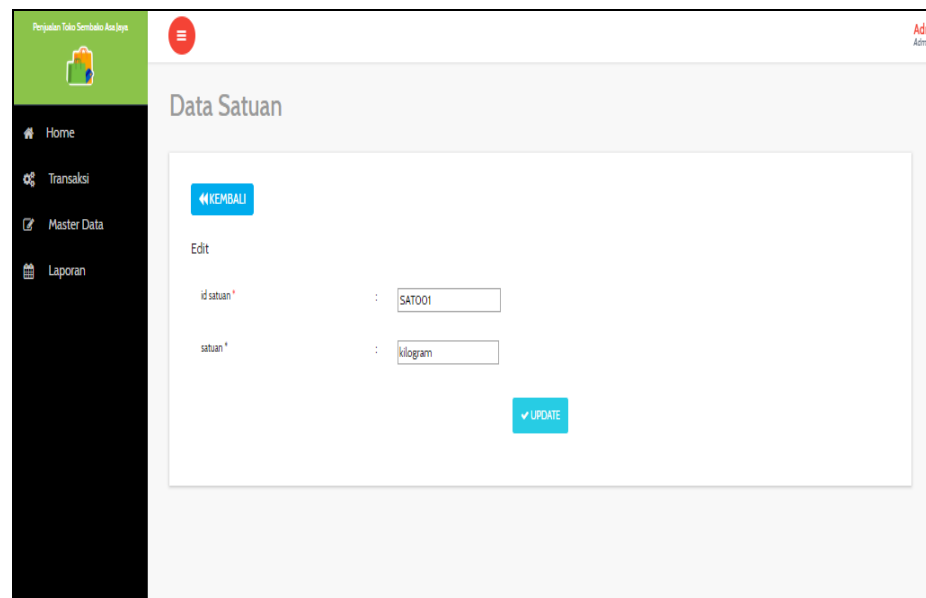 Penjualan Toko Sembako Asa Jaya
Home
Transaksi
Master Data
Laporan
Data Satuan
KEMBALI
Edit
id satuan * : SAT001
satuan * : kilogram
UPDATE